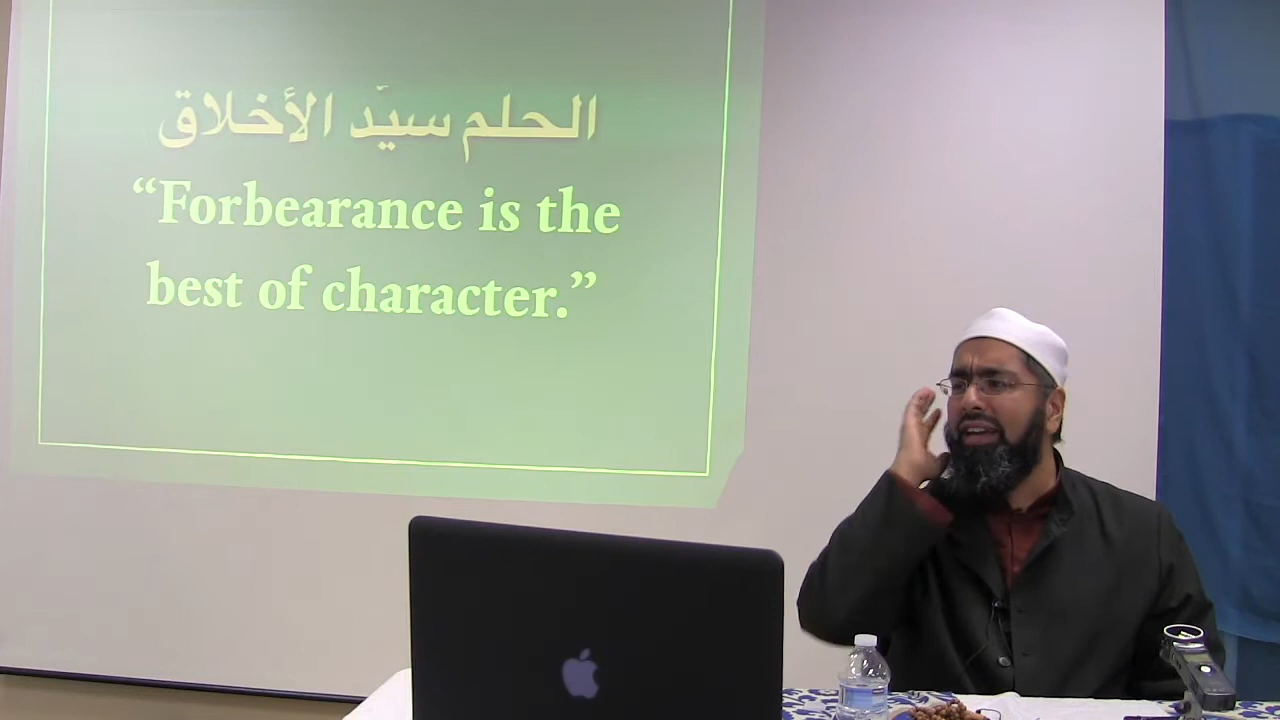 الحلم سيّد الأخلاق
“Forbearance is the
best of character.”